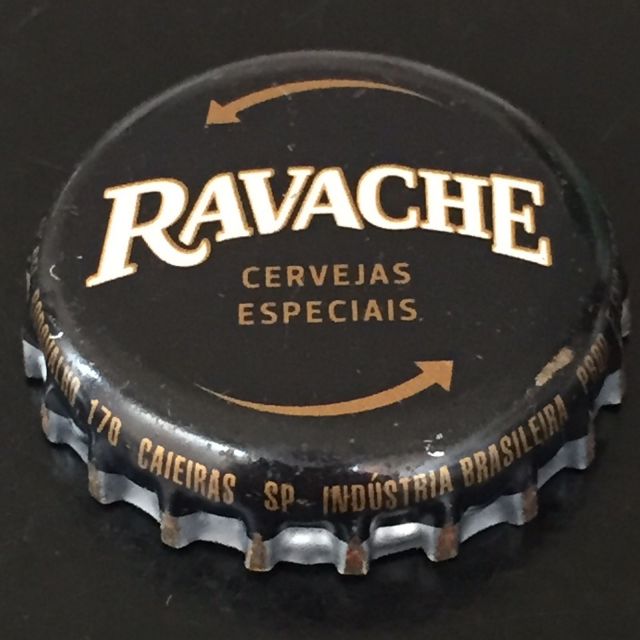 RAVACHE
CERVEJAS
ESPECIAIS
170 - CAIEIRAS - SP - INDÚSTRIA BRASILEIRA -